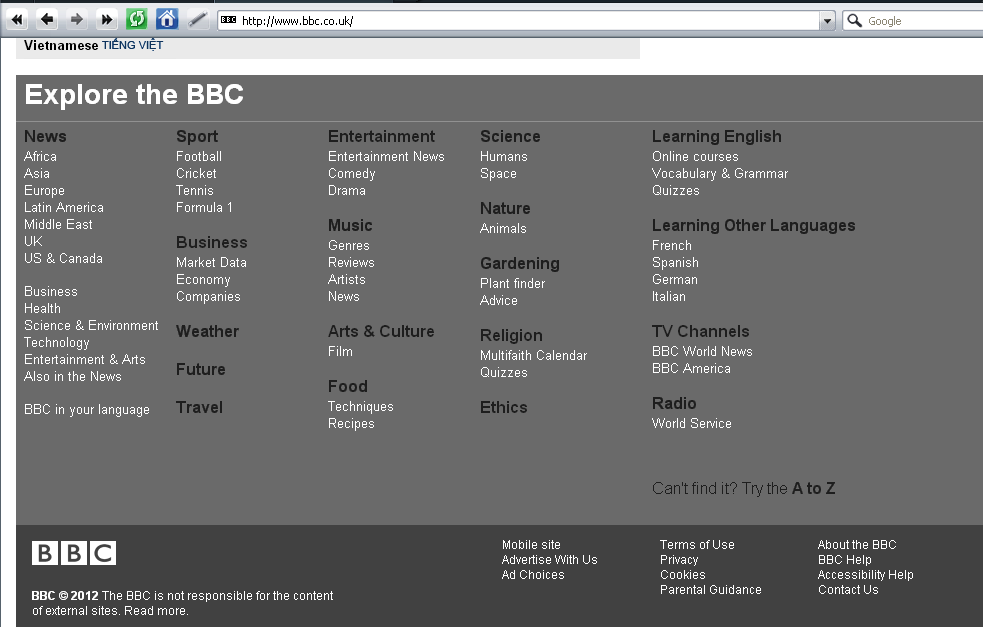 BBC http://www.bbc.co.uk/
Google
Vietnamese TIẾNG VIỆT
Explore the BBC
News
Africa
Asia
Europe
Latin America
Middle East
UK
US & Canada
Business
Health
Science & Environment
Technology
Entertainment & Arts
Also in the News
BBC in your language
Sport
Football
Cricket
Tennis
Formula 1
Business
Market Data
Economy
Companies
Weather
Future
Travel
Entertainment
Entertainment News
Comedy
Drama
Music
Genres
Reviews
Artists
News
Arts & Culture
Film
Food
Techniques
Recipes
Science
Humans
Space
Nature
Animals
Gardening
Plant finder
Advice
Religion
Multifaith Calendar
Quizzes
Ethics
Learning English
Online courses
Vocabulary & Grammar
Quizzes
Learning Other Languages
French
Spanish
German
Italian
TV Channels
BBC World News
BBC America
Radio
World Service
Can't find it? Try the A to Z
BBC
BBC © 2012 The BBC is not responsible for the content
of external sites. Read more.
Mobile site
Advertise With Us
Ad Choices
Terms of Use
Privacy
Cookies
Parental Guidance
About the BBC
BBC Help
Accessibility Help
Contact Us